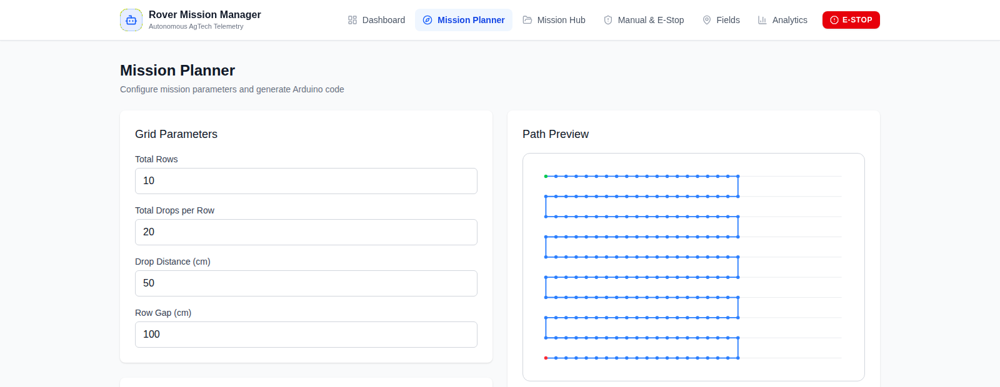 Rover Mission Manager
Autonomous AgTech Telemetry
Dashboard
Mission Planner
Mission Hub
Manual & E-Stop
Fields
Analytics
E-STOP
Mission Planner
Configure mission parameters and generate Arduino code
Grid Parameters
Total Rows
10
Total Drops per Row
20
Drop Distance (cm)
50
Row Gap (cm)
100
Path Preview